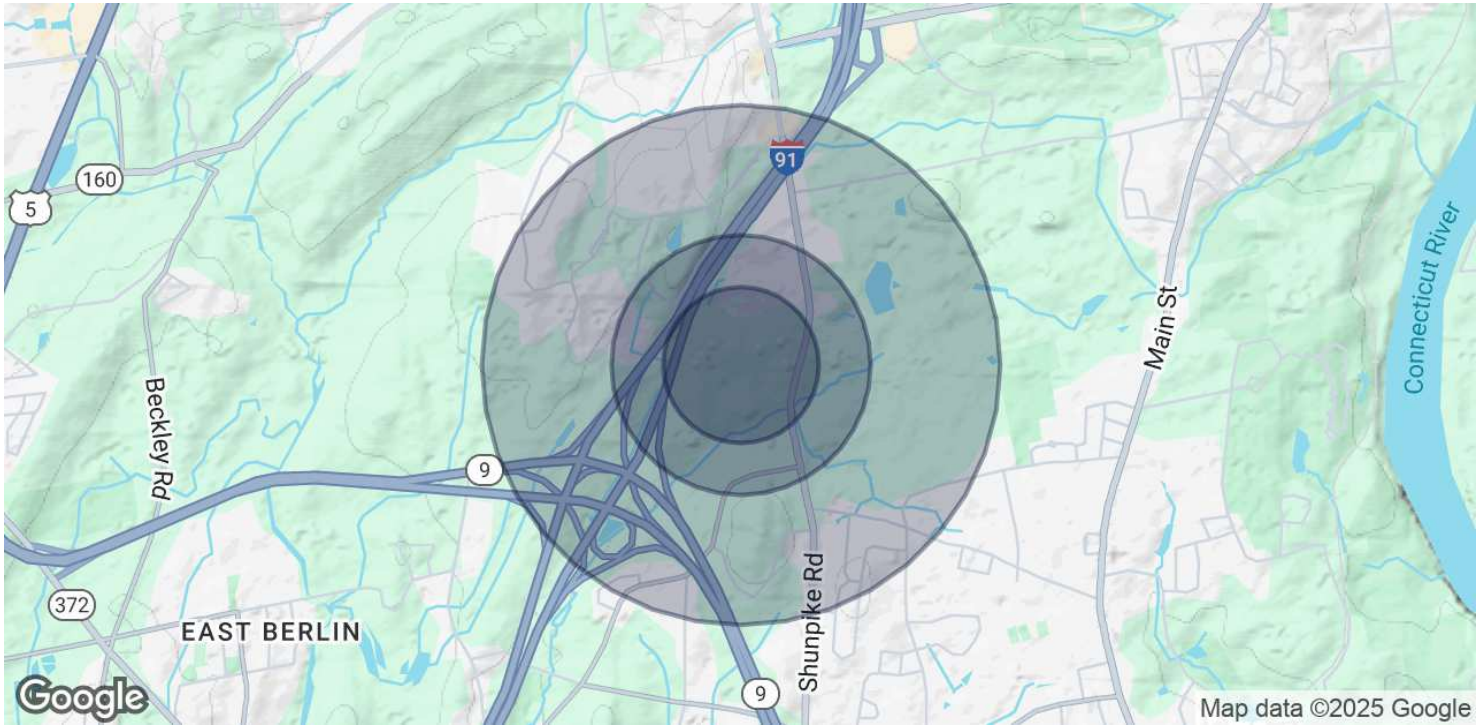 91
160
5
Connecticut River
Main St
Beckley Rd
9
Shunpike Rd
372
EAST BERLIN
9
Google
Map data ©2025 Google